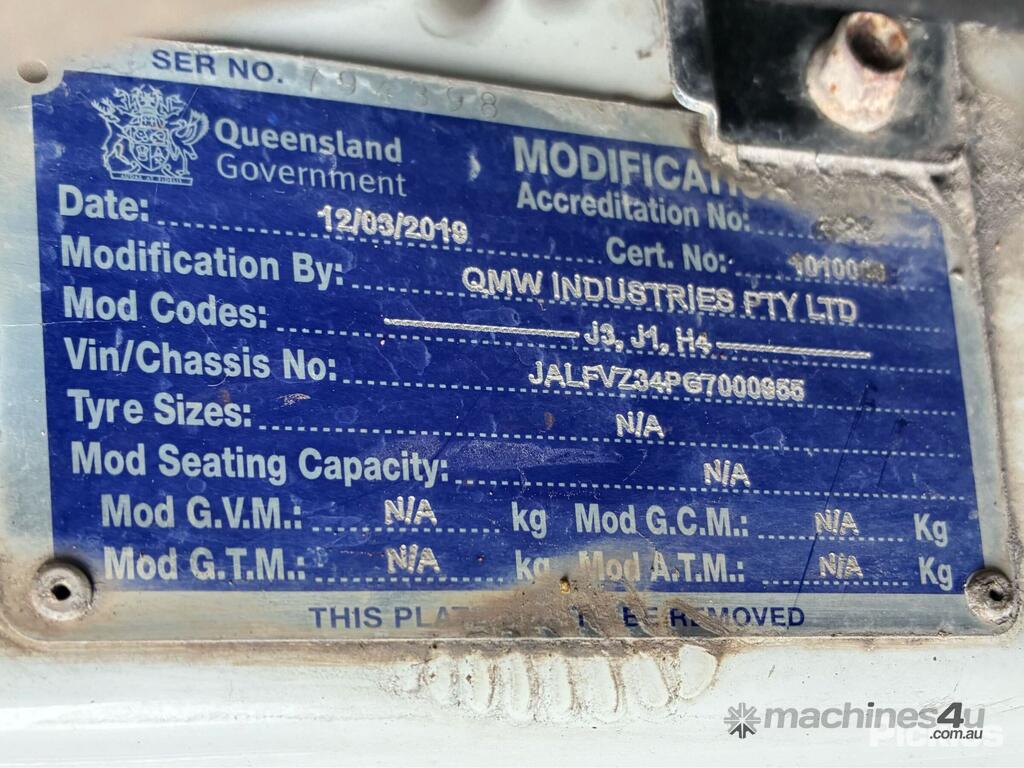 SER NO.
Queensland
Government
Date: 12/03/2019
Accreditation No:
Cert. No:
Modification By: QMW INDUSTRIES PTY LTD
Mod Codes: J3, J1, H4
Vin/Chassis No: JALFVZ34PG7000955
Tyre Sizes: N/A
Mod Seating Capacity: N/A
Mod G.V.M.: N/A kg Mod G.C.M.: N/A Kg
Mod G.T.M.: N/A kg Mod A.T.M.: N/A Kg
THIS TO BE REMOVED
machines4u
.com.au
Pickles